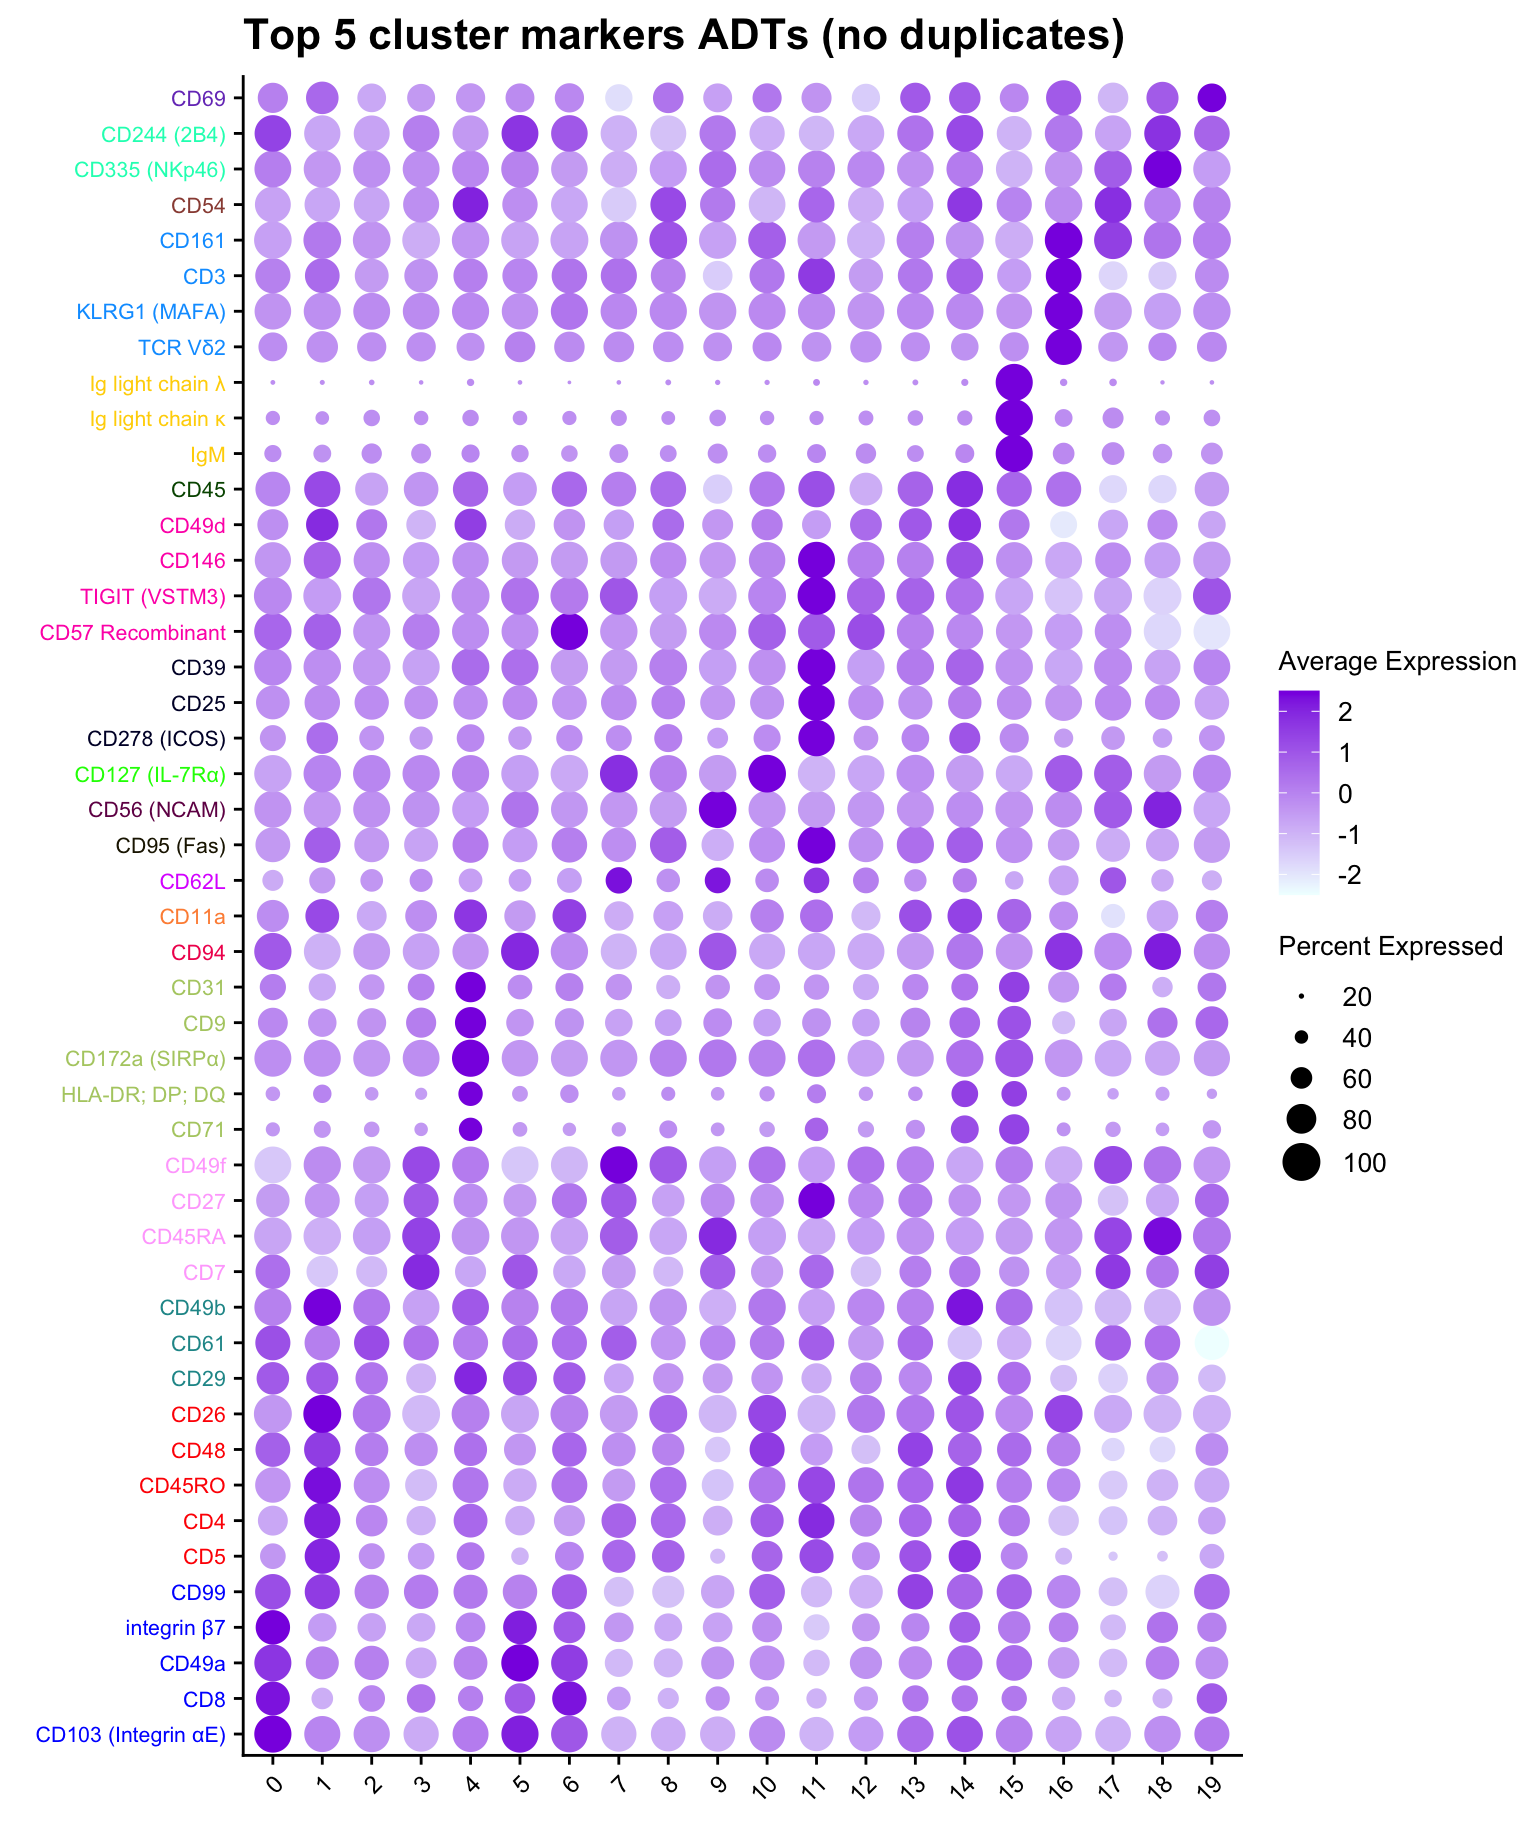 Top 5 cluster markers ADTs (no duplicates)
CD69
CD244 (2B4)
CD335 (NKp46)
CD54
CD161
CD3
KLRG1 (MAFA)
TCR Vδ2
Ig light chain λ
Ig light chain κ
IgM
CD45
CD49d
CD146
TIGIT (VSTM3)
CD57 Recombinant
CD39
CD25
CD278 (ICOS)
CD127 (IL-7Rα)
CD56 (NCAM)
CD95 (Fas)
CD62L
CD11a
CD94
CD31
CD9
CD172a (SIRPα)
HLA-DR; DP; DQ
CD71
CD49f
CD27
CD45RA
CD7
CD49b
CD61
CD29
CD26
CD48
CD45RO
CD4
CD5
CD99
integrin β7
CD49a
CD8
CD103 (Integrin αE)
0 1 2 3 4 5 6 7 8 9 10 11 12 13 14 15 16 17 18 19
Average Expression
2
1
0
-1
-2
Percent Expressed
20
40
60
80
100